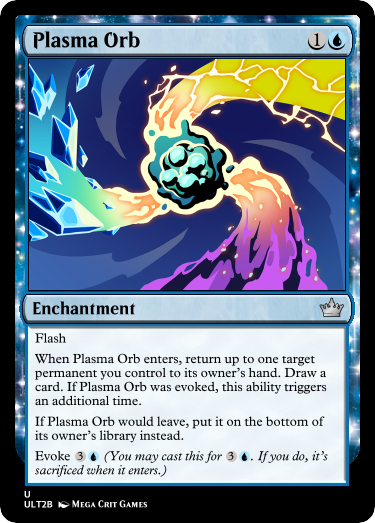 Plasma Orb 1
Enchantment
Flash
When Plasma Orb enters, return up to one target
permanent you control to its owner's hand. Draw a
card. If Plasma Orb was evoked, this ability triggers
an additional time.
If Plasma Orb would leave, put it on the bottom of
its owner's library instead.
Evoke 3 (You may cast this for 3 . If you do, it's
sacrificed when it enters.)
U
ULT2B Mega Crit Games